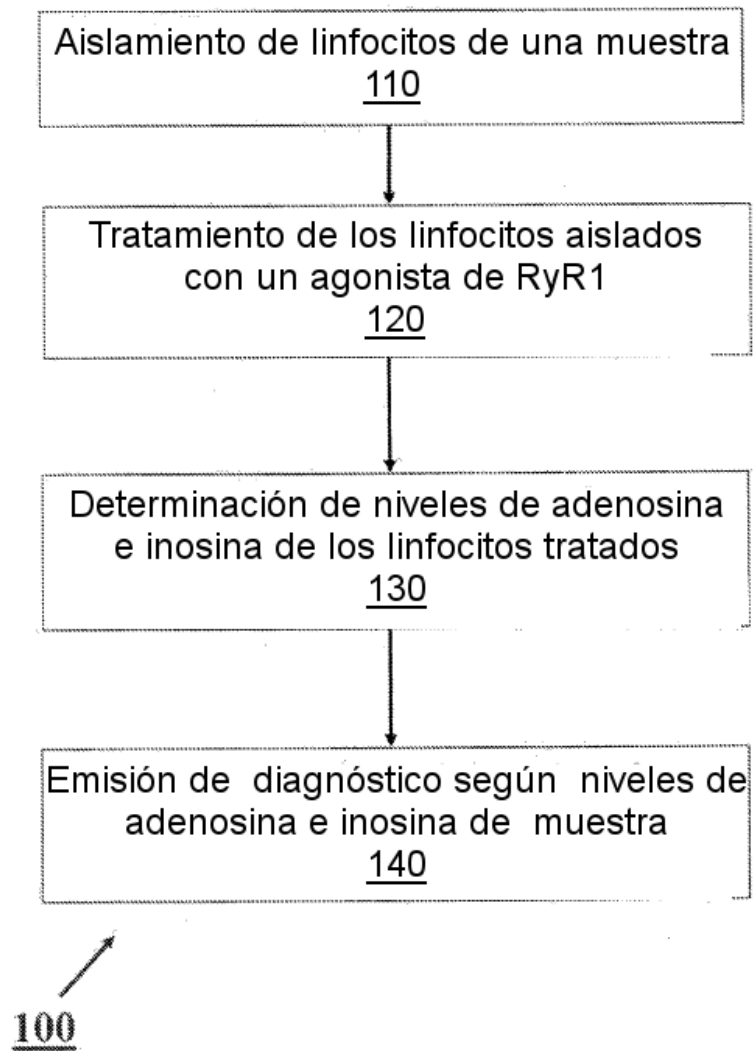 Aislamiento de linfocitos de una muestra
110
Tratamiento de los linfocitos aislados
con un agonista de RyR1
120
Determinación de niveles de adenosina
e inosina de los linfocitos tratados
130
Emisión de diagnóstico según niveles de
adenosina e inosina de muestra
140
100